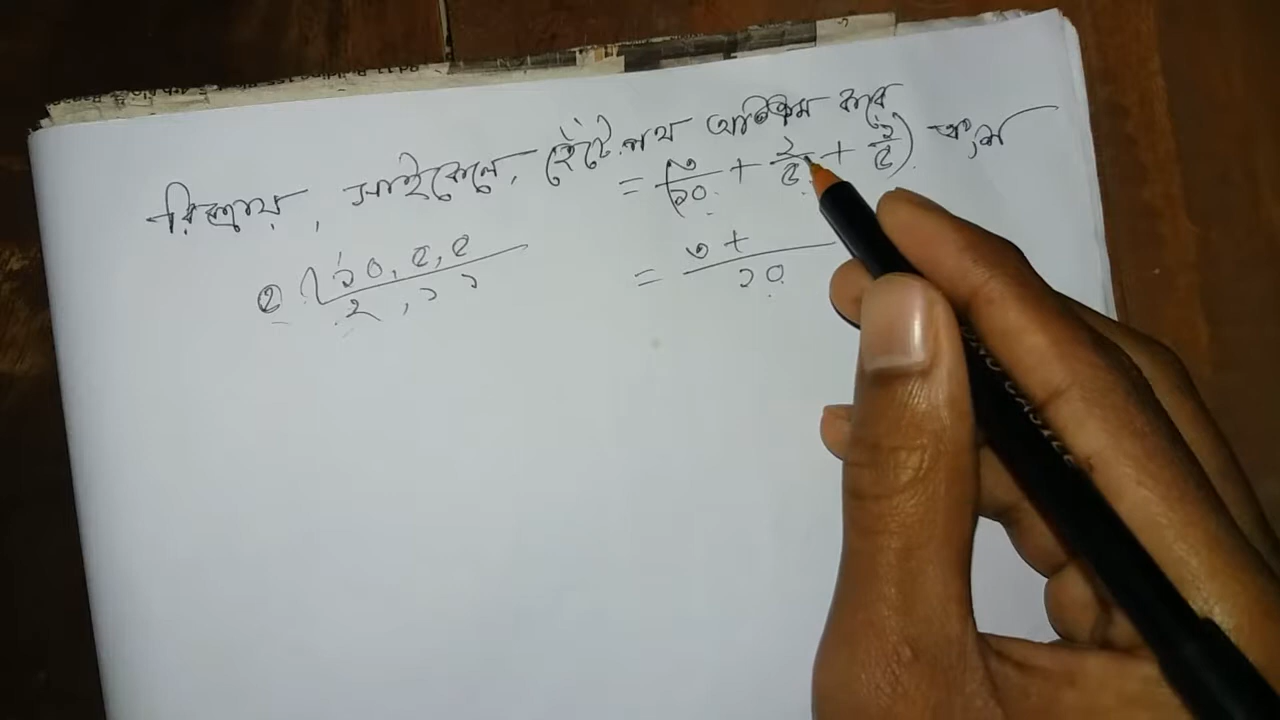 রিক্সায়, সাইকেলে, হেঁটে পথ অতিক্রম করে
= (৩/১০ + ২/৫ + ১/৫) অংশ
৫ ) ১০, ৫, ৫
২, ১ ১
= ৩ + / ১০